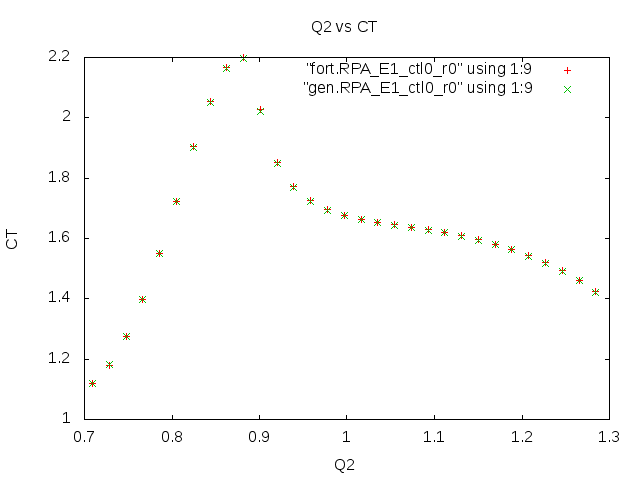 Q2 vs CT
"fort.RPA_E1_ctl0_r0" using 1:9
"gen.RPA_E1_ctl0_r0" using 1:9
CT
2.2
2
1.8
1.6
1.4
1.2
1
0.7
0.8
0.9
1
1.1
1.2
1.3
Q2